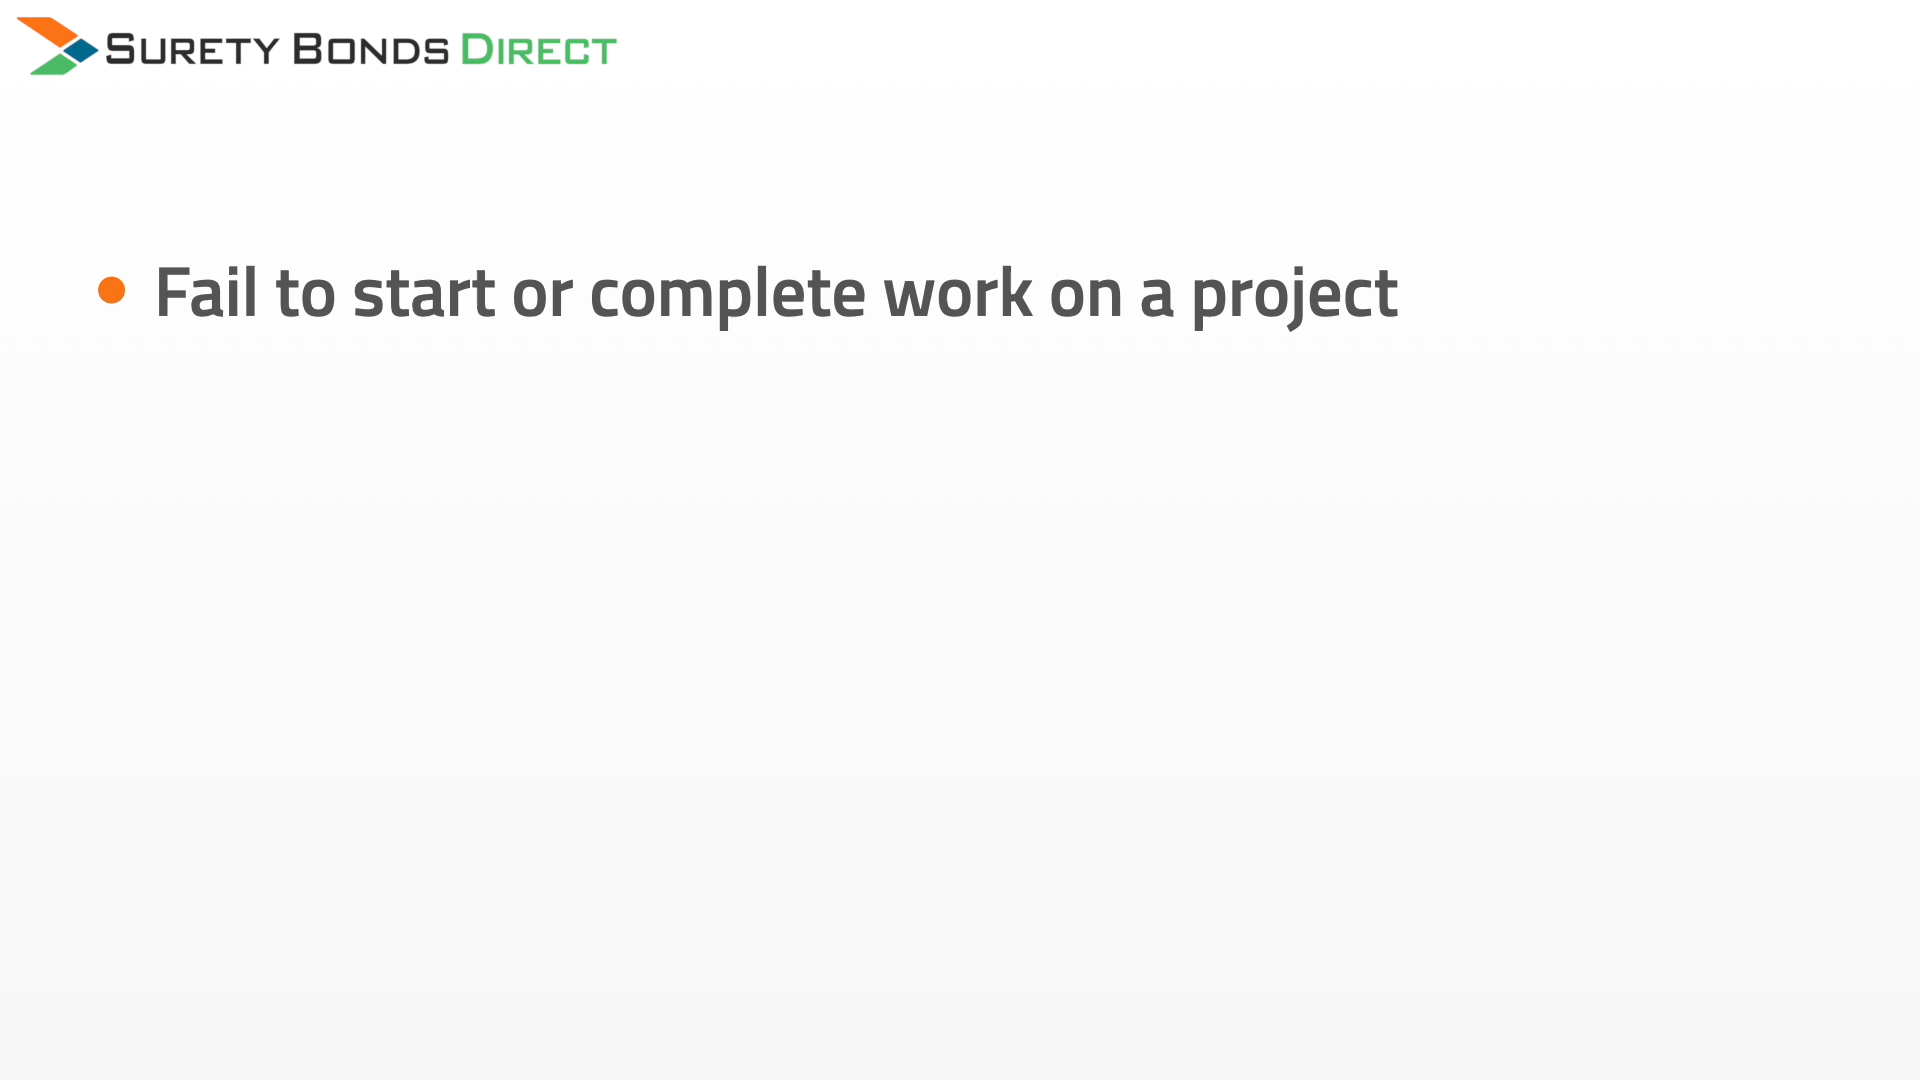 SURETY BONDS DIRECT
• Fail to start or complete work on a project